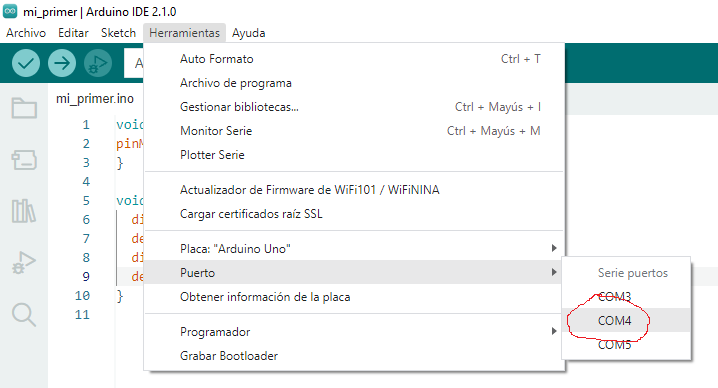 mi_primer | Arduino IDE 2.1.0
Archivo Editar Sketch Herramientas Ayuda
A
mi_primer.ino
Auto Formato Ctrl + T
Archivo de programa
Gestionar bibliotecas... Ctrl + Mayús + I
Monitor Serie Ctrl + Mayús + M
Plotter Serie
Actualizador de Firmware de WiFi101 / WiFiNINA
Cargar certificados raíz SSL
Placa: "Arduino Uno"
Puerto
Obtener información de la placa
Programador
Grabar Bootloader
Serie puertos
COM3
COM4
COM5
1 void
2 pinM
3 }
4
5 void
6 di
7 de
8 di
9 de
10 }
11